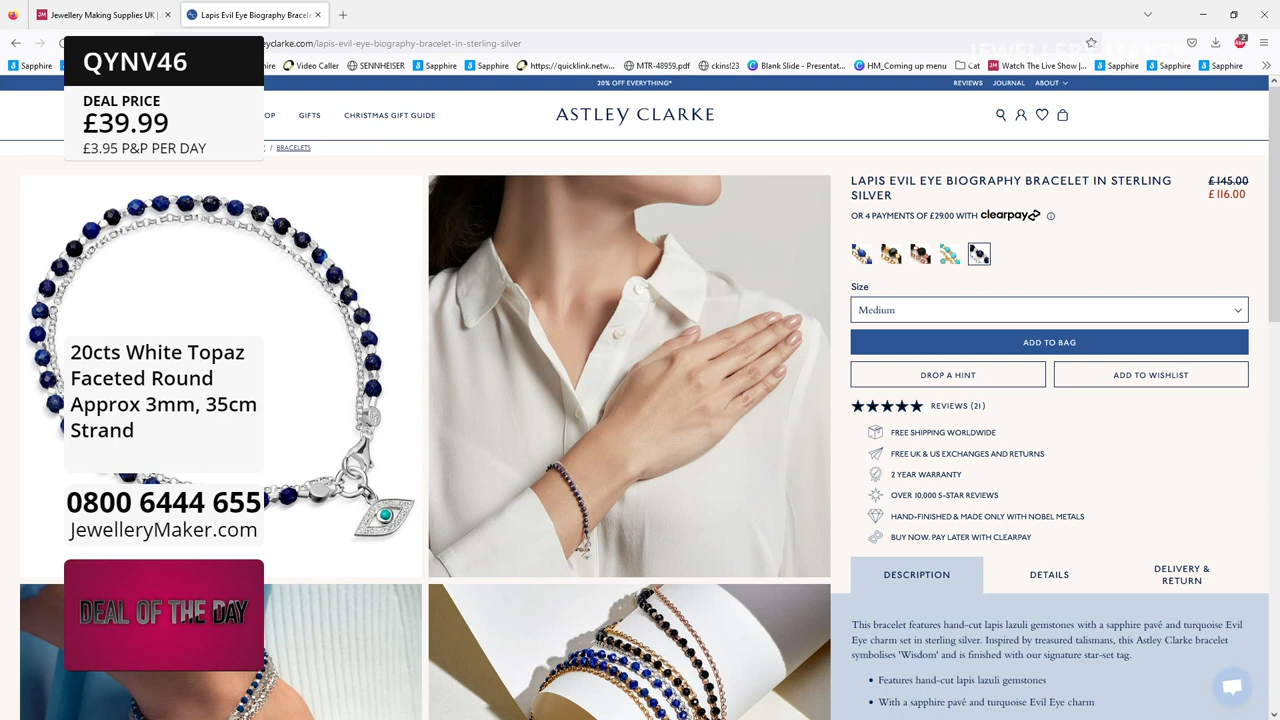 Jewellery Making Supplies UK |
Lapis Evil Eye Biography Bracele
eyclarke.com/lapis-evil-eye-biography-bracelet-in-sterling-silver
2
JEWELLERYMAKER
Sapphire
Sapphire
Video Caller
SENNHEISER
Sapphire
Sapphire
https://quicklink.netw...
MTR-48959.pdf
ckins!23
Blank Slide - Presentat...
HM_Coming up menu
Cat
Watch The Live Show |...
Sapphire
Sapphire
Sapphire
QYNV46
DEAL PRICE
£39.99
£3.95 P&P PER DAY
20% OFF EVERYTHING*
REVIEWS
JOURNAL
ABOUT
OP
GIFTS
CHRISTMAS GIFT GUIDE
ASTLEY CLARKE
/ BRACELETS
LAPIS EVIL EYE BIOGRAPHY BRACELET IN STERLING
SILVER
£145.00
£116.00
OR 4 PAYMENTS OF £29.00 WITH clearpay
Size
Medium
ADD TO BAG
DROP A HINT
ADD TO WISHLIST
REVIEWS (21)
FREE SHIPPING WORLDWIDE
FREE UK & US EXCHANGES AND RETURNS
2 YEAR WARRANTY
OVER 10,000 5-STAR REVIEWS
HAND-FINISHED & MADE ONLY WITH NOBEL METALS
BUY NOW. PAY LATER WITH CLEARPAY
20cts White Topaz
Faceted Round
Approx 3mm, 35cm
Strand
0800 6444 655
JewelleryMaker.com
DEAL OF THE DAY
DESCRIPTION
DETAILS
DELIVERY &
RETURN
This bracelet features hand-cut lapis lazuli gemstones with a sapphire pavé and turquoise Evil
Eye charm set in sterling silver. Inspired by treasured talismans, this Astley Clarke bracelet
symbolises 'Wisdom' and is finished with our signature star-set tag.
• Features hand-cut lapis lazuli gemstones
• With a sapphire pavé and turquoise Evil Eye charm